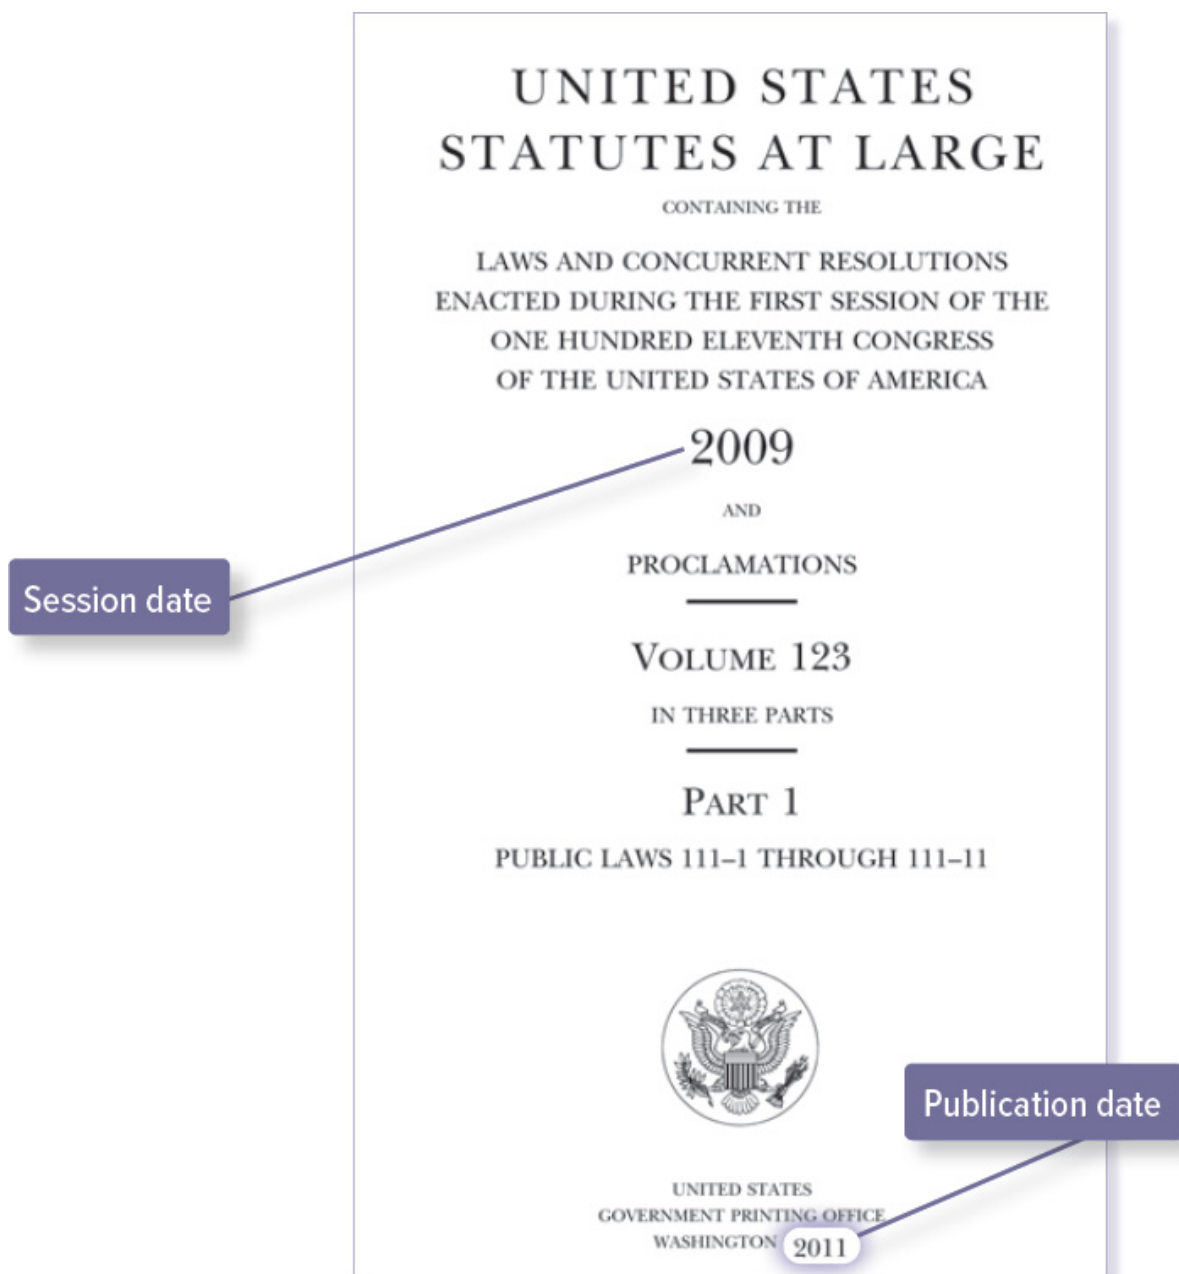 UNITED STATES
STATUTES AT LARGE
CONTAINING THE
LAWS AND CONCURRENT RESOLUTIONS
ENACTED DURING THE FIRST SESSION OF THE
ONE HUNDRED ELEVENTH CONGRESS
OF THE UNITED STATES OF AMERICA
2009
AND
PROCLAMATIONS
Session date
VOLUME 123
IN THREE PARTS
PART 1
PUBLIC LAWS 111–1 THROUGH 111–11
Publication date
UNITED STATES
GOVERNMENT PRINTING OFFICE
WASHINGTON 2011